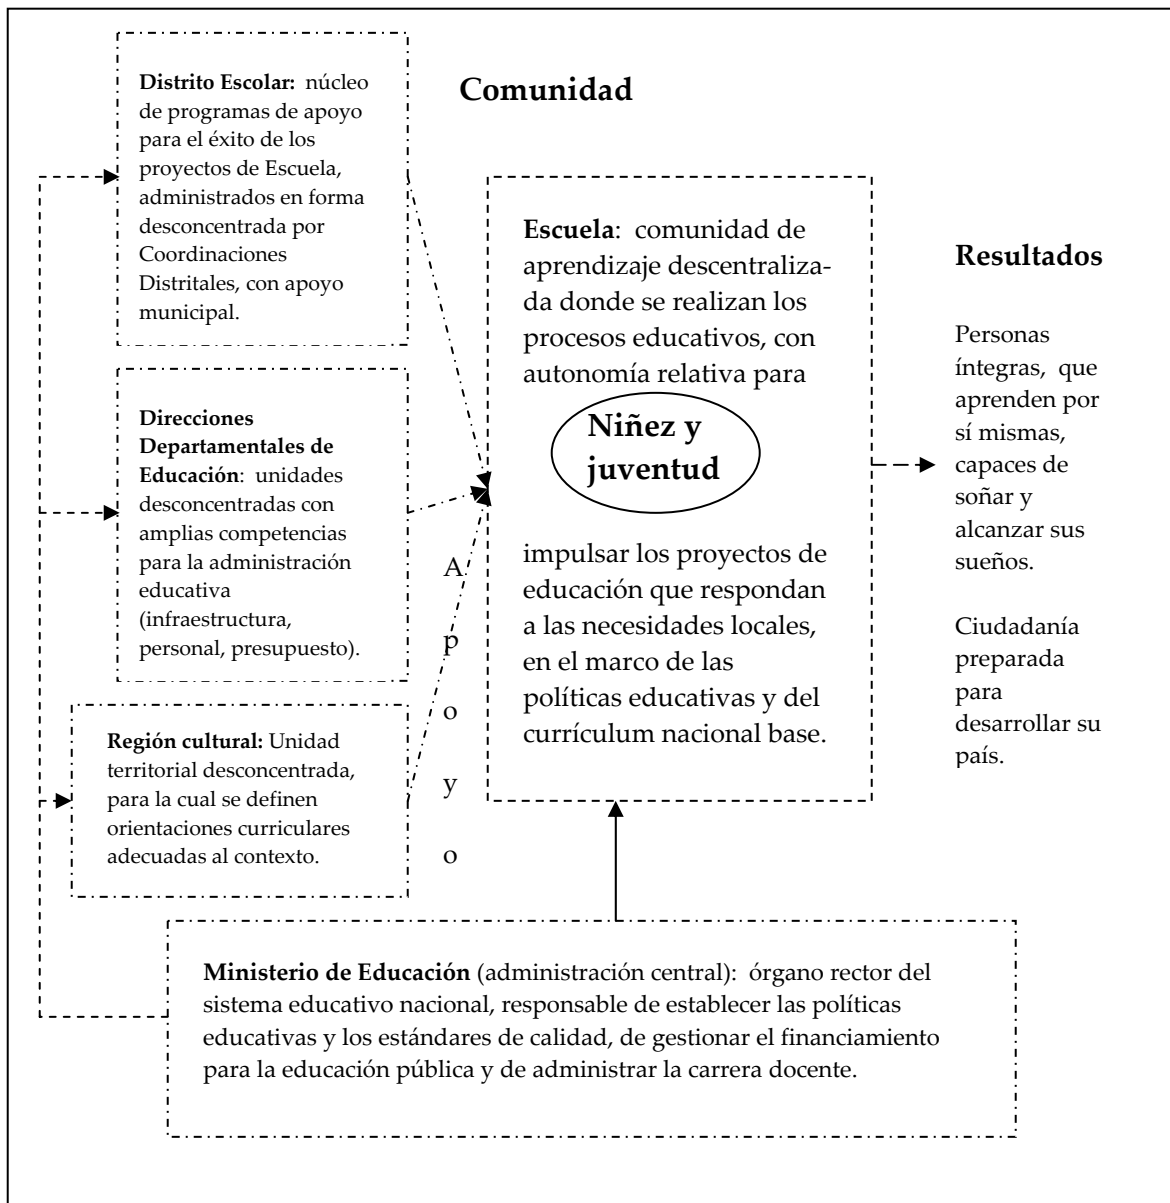 Distrito Escolar: núcleo
de programas de apoyo
para el éxito de los
proyectos de Escuela,
administrados en forma
desconcentrada por
Coordinaciones
Distritales, con apoyo
municipal.
Direcciones
Departamentales de
Educación: unidades
desconcentradas con
amplias competencias
para la administración
educativa
(infraestructura,
personal, presupuesto).
Región cultural: Unidad
territorial desconcentrada,
para la cual se definen
orientaciones curriculares
adecuadas al contexto.
A
p
o
y
o
Comunidad
Escuela: comunidad de
aprendizaje descentraliza-
da donde se realizan los
procesos educativos, con
autonomía relativa para
Niñez y
juventud
impulsar los proyectos de
educación que respondan
a las necesidades locales,
en el marco de las
políticas educativas y del
currículum nacional base.
Resultados
Personas
íntegras, que
aprenden por
sí mismas,
capaces de
soñar y
alcanzar sus
sueños.
Ciudadanía
preparada
para
desarrollar su
país.
Ministerio de Educación (administración central): órgano rector del
sistema educativo nacional, responsable de establecer las políticas
educativas y los estándares de calidad, de gestionar el financiamiento
para la educación pública y de administrar la carrera docente.